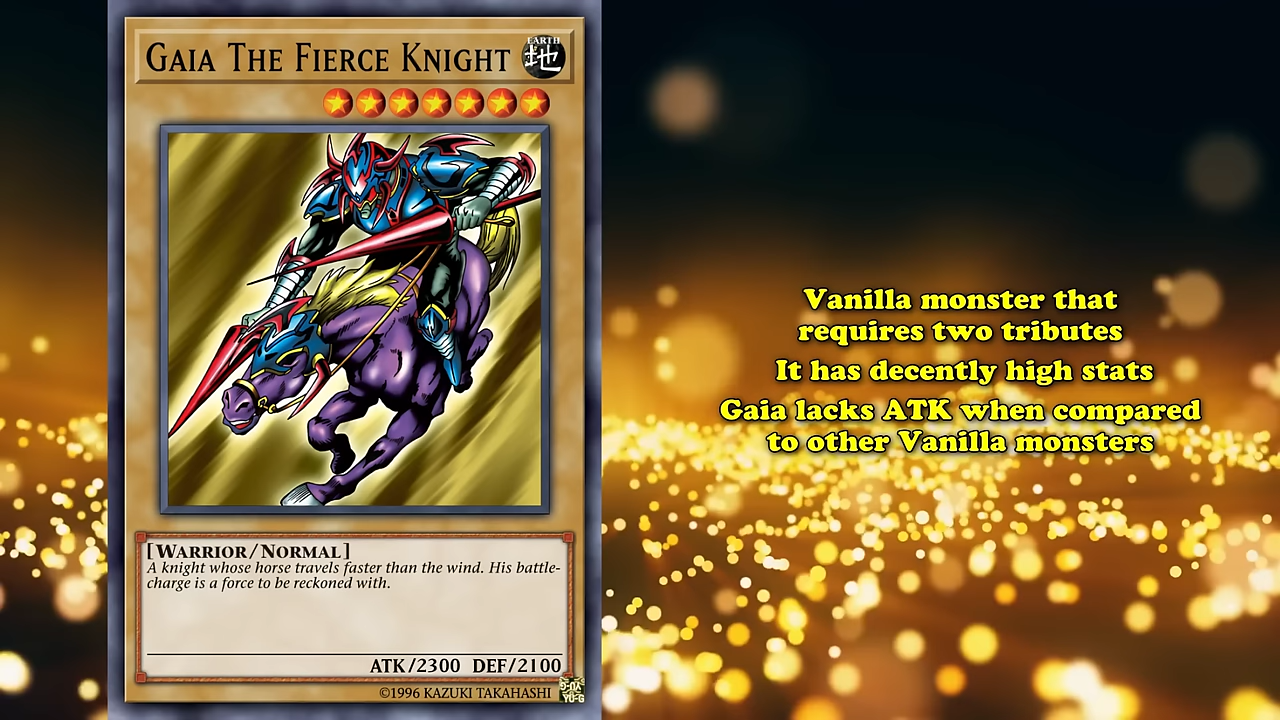 Gaia The Fierce Knight
EARTH
地
[Warrior/Normal]
A knight whose horse travels faster than the wind. His battle-
charge is a force to be reckoned with.
ATK/2300 DEF/2100
©1996 KAZUKI TAKAHASHI
Vanilla monster that
requires two tributes
It has decently high stats
Gaia lacks ATK when compared
to other Vanilla monsters